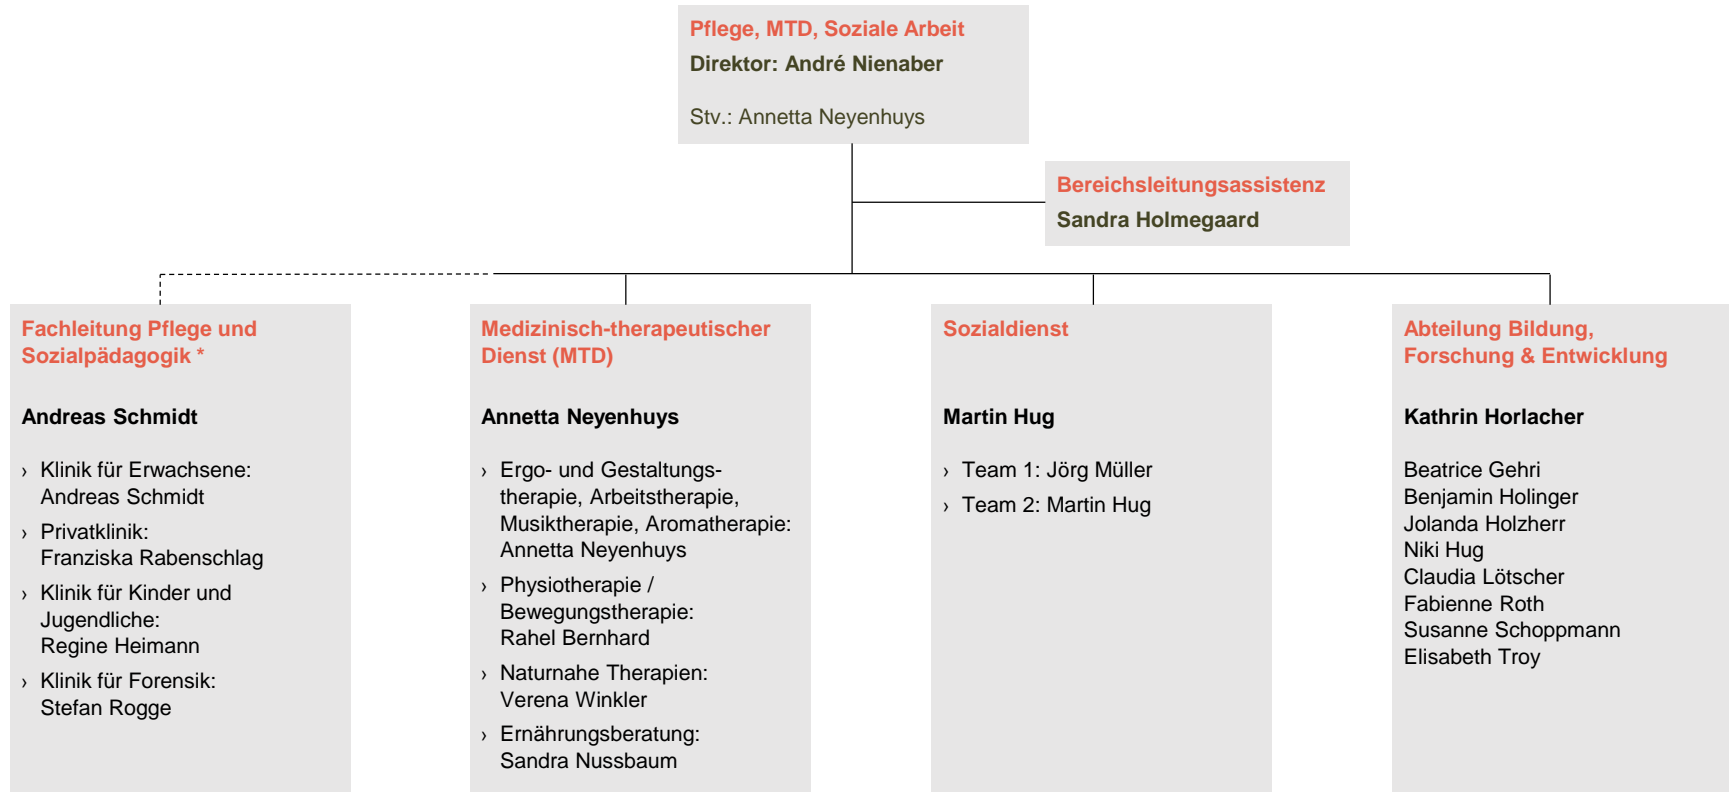 Pflege, MTD, Soziale Arbeit
Direktor: André Nienaber
Stv.: Annetta Neyenhuys
Bereichsleitungsassistenz
Sandra Holmegaard
Fachleitung Pflege und
Sozialpädagogik *
Andreas Schmidt
› Klinik für Erwachsene:
Andreas Schmidt
› Privatklinik:
Franziska Rabenschlag
› Klinik für Kinder und
Jugendliche:
Regine Heimann
› Klinik für Forensik:
Stefan Rogge
Medizinisch-therapeutischer
Dienst (MTD)
Annetta Neyenhuys
› Ergo- und Gestaltungs-
therapie, Arbeitstherapie,
Musiktherapie, Aromatherapie:
Annetta Neyenhuys
› Physiotherapie /
Bewegungstherapie:
Rahel Bernhard
› Naturnahe Therapien:
Verena Winkler
› Ernährungsberatung:
Sandra Nussbaum
Sozialdienst
Martin Hug
› Team 1: Jörg Müller
› Team 2: Martin Hug
Abteilung Bildung,
Forschung & Entwicklung
Kathrin Horlacher
Beatrice Gehri
Benjamin Holinger
Jolanda Holzherr
Niki Hug
Claudia Lötscher
Fabienne Roth
Susanne Schoppmann
Elisabeth Troy